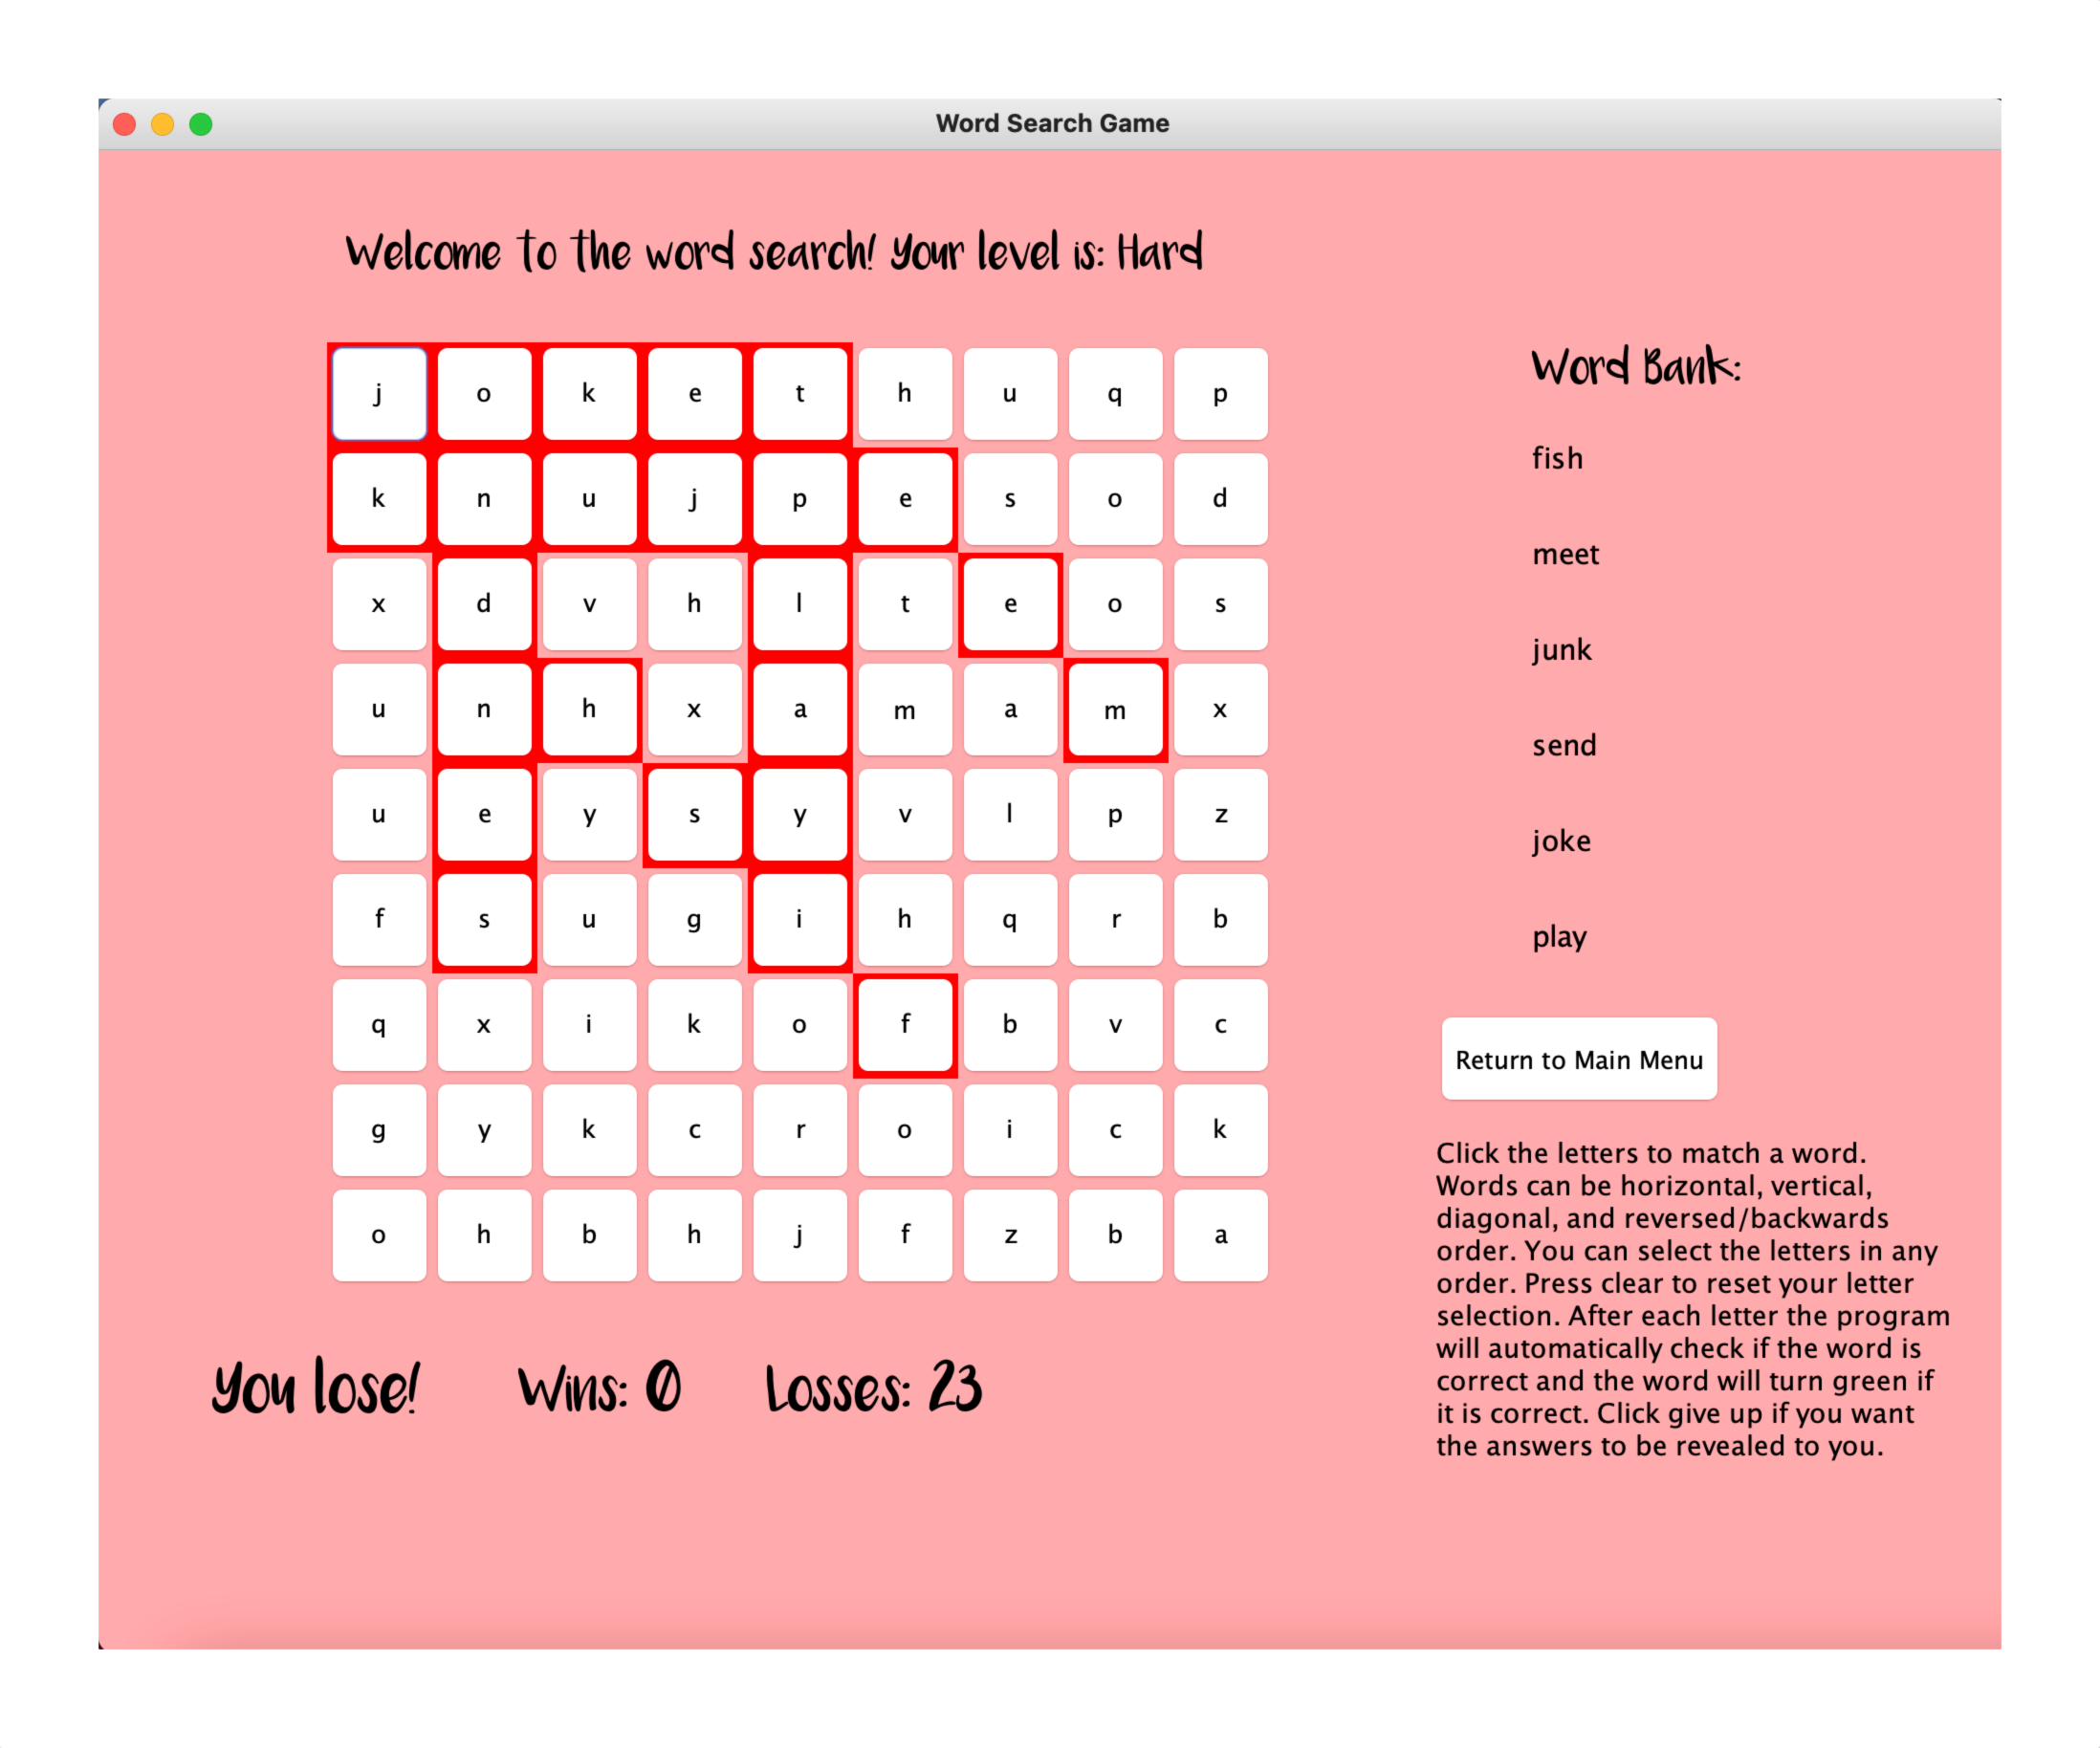 Word Search Game
Welcome to the word search! Your level is: Hard
j o k e t h u q p
k n u j p e s o d
x d v h l t e o s
u n h x a m a m x
u e y s y v l p z
f s u g i h q r b
q x i k o f b v c
g y k c r o i c k
o h b h j f z b a
Word Bank:
fish
meet
junk
send
joke
play
Return to Main Menu
Click the letters to match a word.
Words can be horizontal, vertical,
diagonal, and reversed/backwards
order. You can select the letters in any
order. Press clear to reset your letter
selection. After each letter the program
will automatically check if the word is
correct and the word will turn green if
it is correct. Click give up if you want
the answers to be revealed to you.
You lose! Wins: 0 Losses: 23